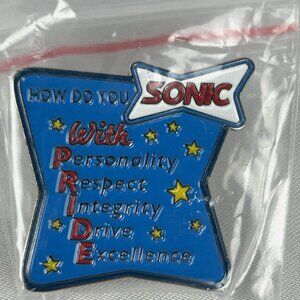 HOW DO YOU SONIC
With
Personality
Respect
Integrity
Drive
Excellence